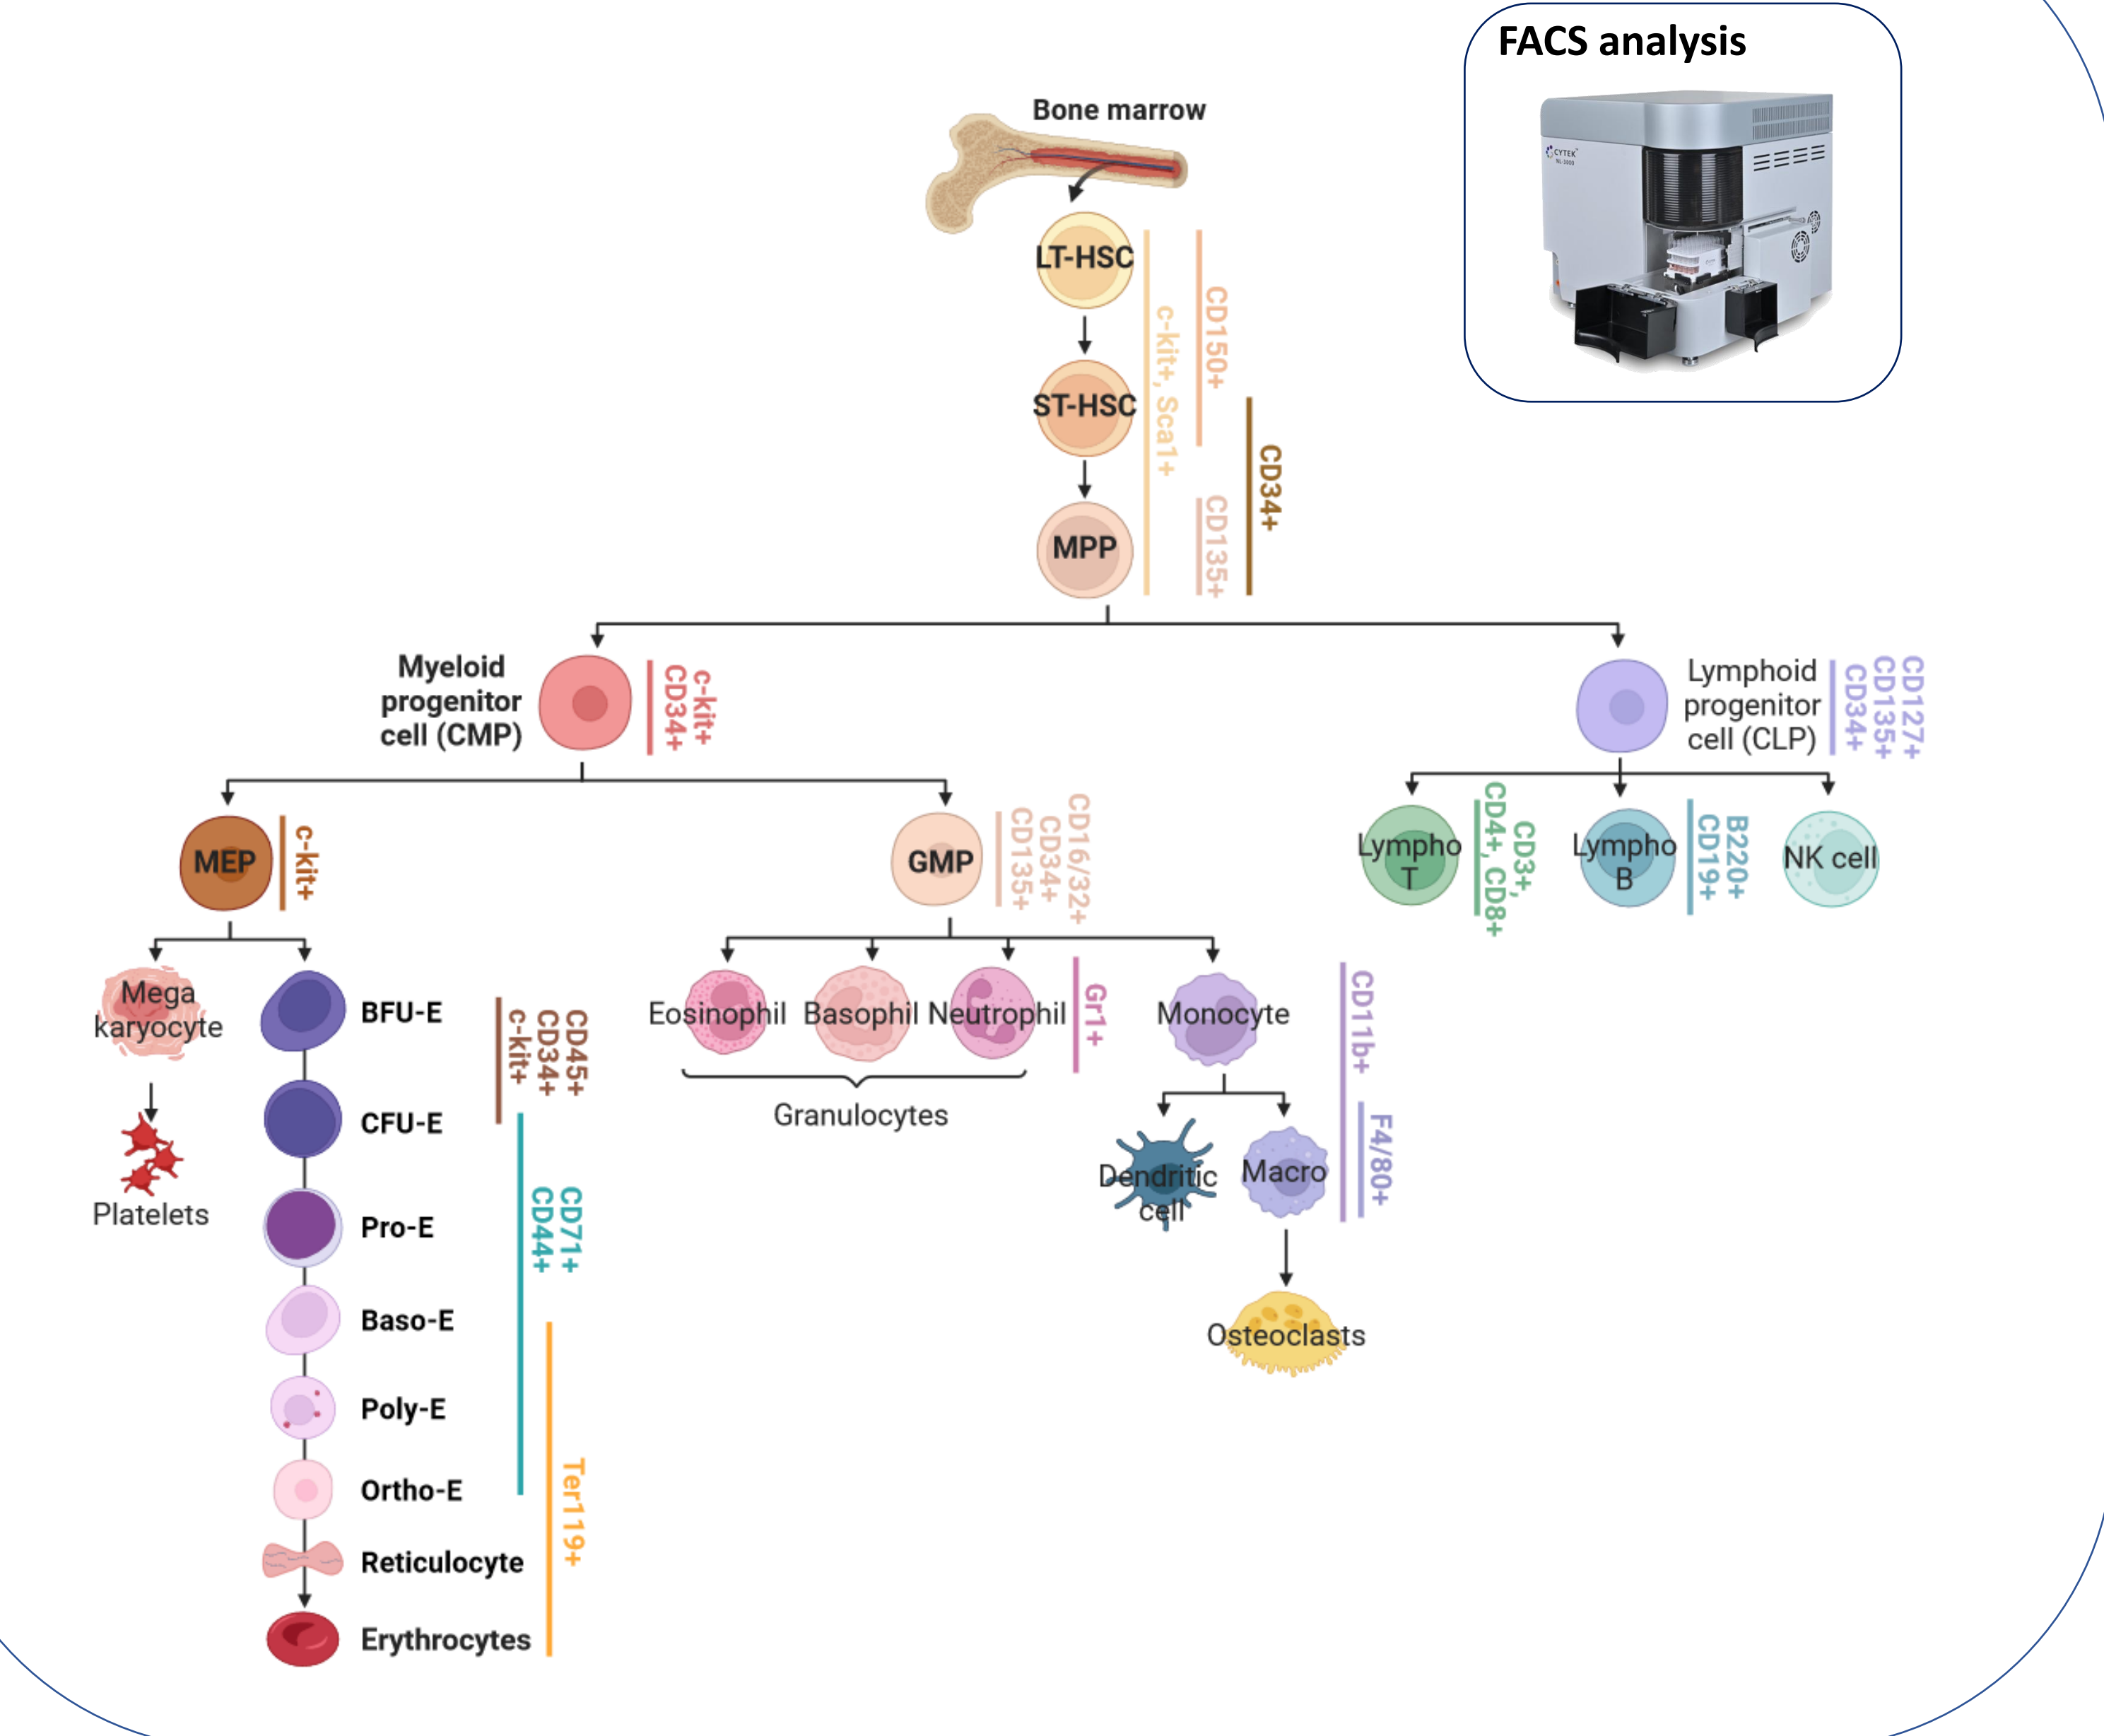 FACS analysis
CYTEK
NL-3000
Bone marrow
LT-HSC
ST-HSC
MPP
c-kit+, Sca1+
CD150+
CD135+
CD34+
Myeloid
progenitor
cell (CMP)
c-kit+
CD34+
Lymphoid
progenitor
cell (CLP)
CD127+
CD135+
CD34+
MEP
c-kit+
GMP
CD16/32+
CD34+
CD135+
Lympho
T
CD3+,
CD4+, CD8+
Lympho
B
B220+
CD19+
NK cell
Mega
karyocyte
Platelets
BFU-E
CFU-E
Pro-E
Baso-E
Poly-E
Ortho-E
Reticulocyte
Erythrocytes
CD45+
CD34+
c-kit+
CD71+
CD44+
Ter119+
Eosinophil
Basophil
Neutrophil
Gr1+
Granulocytes
Monocyte
CD11b+
F4/80+
Dendritic
cell
Macro
Osteoclasts